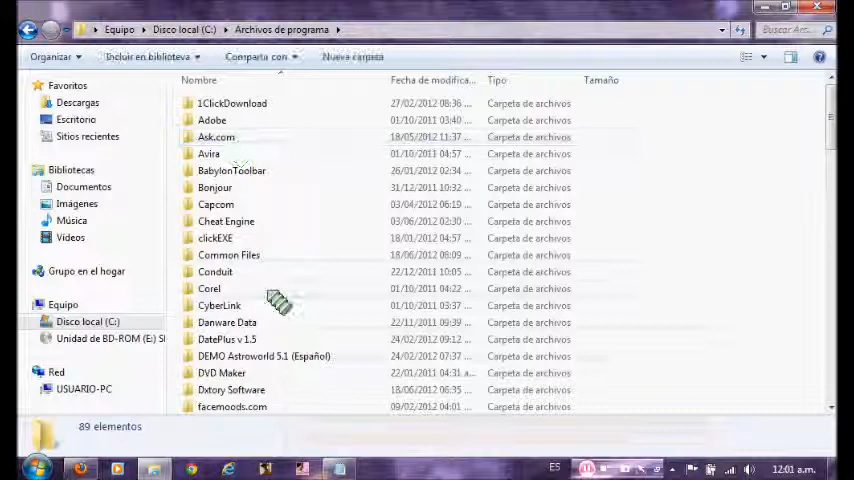 Equipo Disco local (C:) Archivos de programa Buscar Arc...
Organizar Incluir en biblioteca Compartir con Nueva carpeta
Nombre Fecha de modifica... Tipo Tamaño
Favoritos
Descargas
Escritorio
Sitios recientes
Bibliotecas
Documentos
Imágenes
Música
Vídeos
Grupo en el hogar
Equipo
Disco local (C:)
Unidad de BD-ROM (E:) SI
Red
USUARIO-PC
1ClickDownload 27/02/2012 08:36 ... Carpeta de archivos
Adobe 01/10/2011 03:40 ... Carpeta de archivos
Ask.com 18/05/2012 11:37 ... Carpeta de archivos
Avira 01/10/2011 04:57 ... Carpeta de archivos
BabylonToolbar 26/01/2012 02:34 ... Carpeta de archivos
Bonjour 31/12/2011 10:32 ... Carpeta de archivos
Capcom 03/04/2012 06:19 ... Carpeta de archivos
Cheat Engine 03/06/2012 02:30 ... Carpeta de archivos
clickEXE 18/01/2012 04:57 ... Carpeta de archivos
Common Files 18/06/2012 08:09 ... Carpeta de archivos
Conduit 22/12/2011 10:05 ... Carpeta de archivos
Corel 01/10/2011 04:22 ... Carpeta de archivos
CyberLink 01/10/2011 03:37 ... Carpeta de archivos
Danware Data 22/11/2011 09:39 ... Carpeta de archivos
DatePlus v 1.5 24/02/2012 09:12 ... Carpeta de archivos
DEMO Astroworld 5.1 (Español) 24/02/2012 07:37 ... Carpeta de archivos
DVD Maker 22/01/2011 04:31 a... Carpeta de archivos
Dxtory Software 18/06/2012 06:35 ... Carpeta de archivos
facemoods.com 09/02/2012 04:01 ... Carpeta de archivos
89 elementos
ES 12:01 a.m.